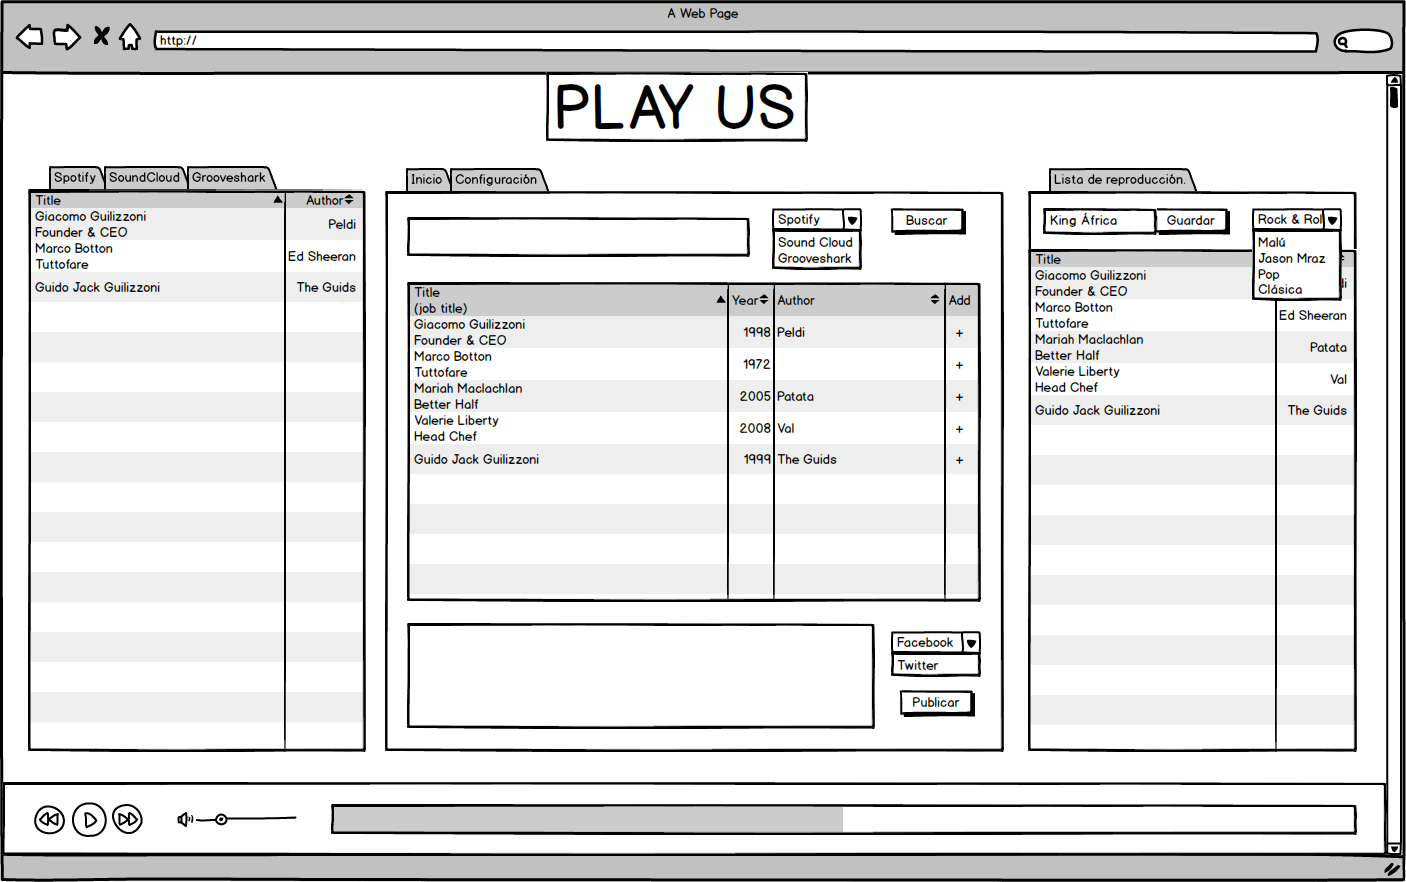 A Web Page
http://
PLAY US
Spotify
SoundCloud
Grooveshark
Title
Author
Giacomo Guilizzoni
Founder & CEO
Peldi
Marco Botton
Tuttofare
Ed Sheeran
Guido Jack Guilizzoni
The Guids
Inicio
Configuración
Spotify
Sound Cloud
Grooveshark
Buscar
Title
(job title)
Year
Author
Add
Giacomo Guilizzoni
Founder & CEO
1998
Peldi
+
Marco Botton
Tuttofare
1972
+
Mariah Maclachlan
Better Half
2005
Patata
+
Valerie Liberty
Head Chef
2008
Val
+
Guido Jack Guilizzoni
1999
The Guids
+
Facebook
Twitter
Publicar
Lista de reproducción.
King África
Guardar
Rock & Rol
Malú
Jason Mraz
Pop
Clásica
Title
Giacomo Guilizzoni
Founder & CEO
di
Marco Botton
Tuttofare
Ed Sheeran
Mariah Maclachlan
Better Half
Patata
Valerie Liberty
Head Chef
Val
Guido Jack Guilizzoni
The Guids